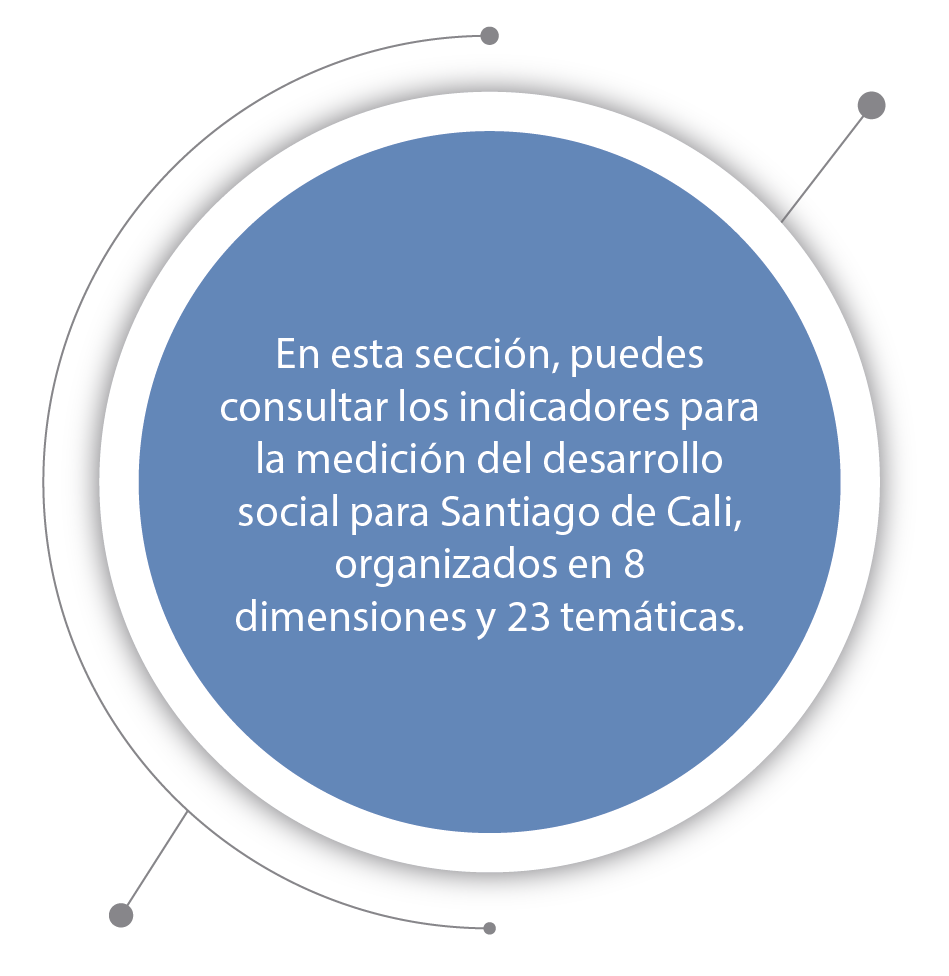 En esta sección, puedes
consultar los indicadores para
la medición del desarrollo
social para Santiago de Cali,
organizados en 8
dimensiones y 23 temáticas.